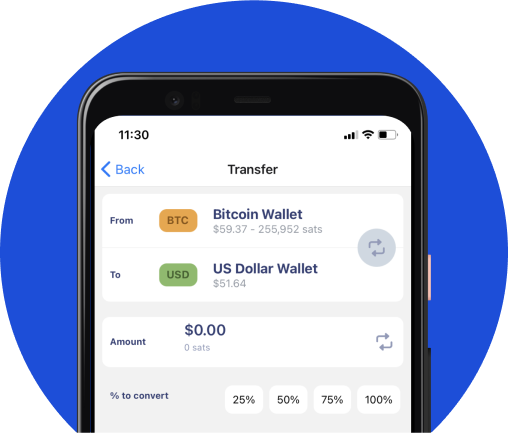 11:30
Back
Transfer
From
BTC
Bitcoin Wallet
$59.37 - 255,952 sats
To
USD
US Dollar Wallet
$51.64
Amount
$0.00
0 sats
% to convert
25%
50%
75%
100%